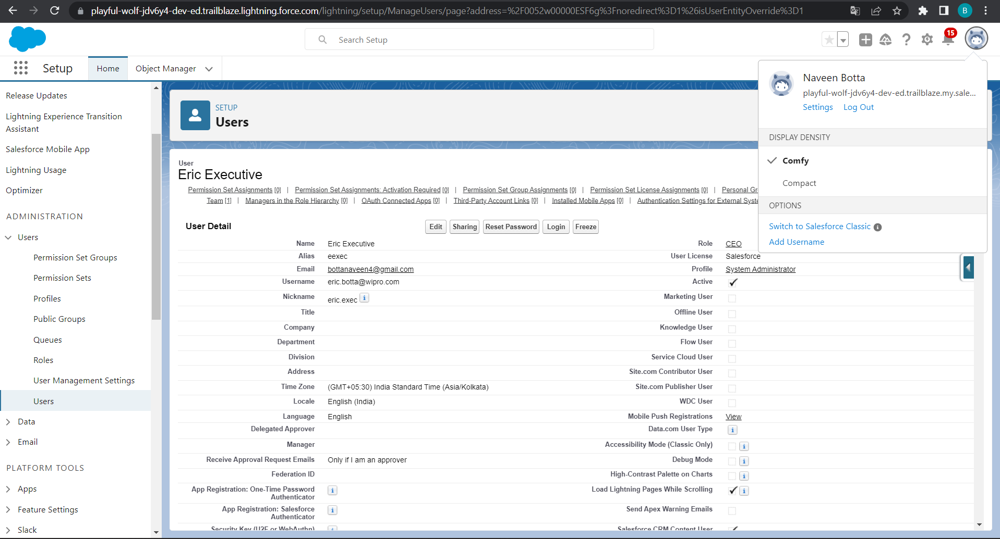 playful-wolf-jdv6y4-dev-ed.trailblaze.lightning.force.com/lightning/setup/ManageUsers/page?address=%2F0052w00000ESF6g%3Fnoredirect%3D1%26isUserEntityOverride%3D1
B
Search Setup
15
Setup
Home
Object Manager
Naveen Botta
playful-wolf-jdv6y4-dev-ed.trailblaze.my.sale...
Settings Log Out
DISPLAY DENSITY
Comfy
Compact
OPTIONS
Switch to Salesforce Classic
Add Username
Release Updates
Lightning Experience Transition
Assistant
Salesforce Mobile App
Lightning Usage
Optimizer
ADMINISTRATION
Users
Permission Set Groups
Permission Sets
Profiles
Public Groups
Queues
Roles
User Management Settings
Users
Data
Email
PLATFORM TOOLS
Apps
Feature Settings
Slack
SETUP
Users
User
Eric Executive
Permission Set Assignments [0] | Permission Set Assignments: Activation Required [0] | Permission Set Group Assignments [0] | Permission Set License Assignments [0] | Personal Gr
Team [1] | Managers in the Role Hierarchy [0] | OAuth Connected Apps [0] | Third-Party Account Links [0] | Installed Mobile Apps [0] | Authentication Settings for External Syste
User Detail
Edit Sharing Reset Password Login Freeze
Name Eric Executive Role CEO
Alias eexec User License Salesforce
Email bottanaveen4@gmail.com Profile System Administrator
Username eric.botta@wipro.com Active
Nickname eric.exec Marketing User
Title Offline User
Company Knowledge User
Department Flow User
Division Service Cloud User
Address Site.com Contributor User
Time Zone (GMT+05:30) India Standard Time (Asia/Kolkata) Site.com Publisher User
Locale English (India) WDC User
Language English Mobile Push Registrations View
Delegated Approver Data.com User Type
Manager Accessibility Mode (Classic Only)
Receive Approval Request Emails Only if I am an approver Debug Mode
Federation ID High-Contrast Palette on Charts
App Registration: One-Time Password
Authenticator
Load Lightning Pages While Scrolling
App Registration: Salesforce
Authenticator
Send Apex Warning Emails
Security Key (U2F or WebAuthn) Salesforce CRM Content User